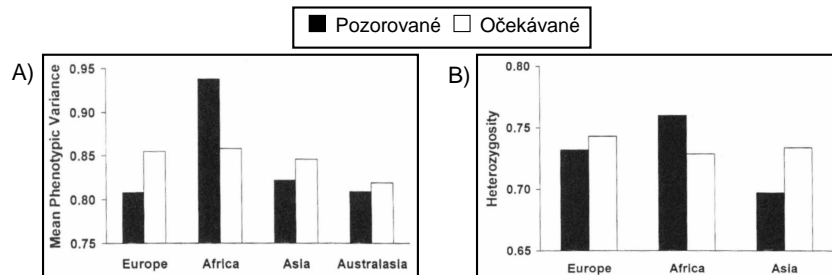 Pozorované Očekávané
A)
Mean Phenotypic Variance
0.95
0.90
0.85
0.80
0.75
Europe Africa Asia Australasia
B)
Heterozygosity
0.80
0.75
0.70
0.65
Europe Africa Asia